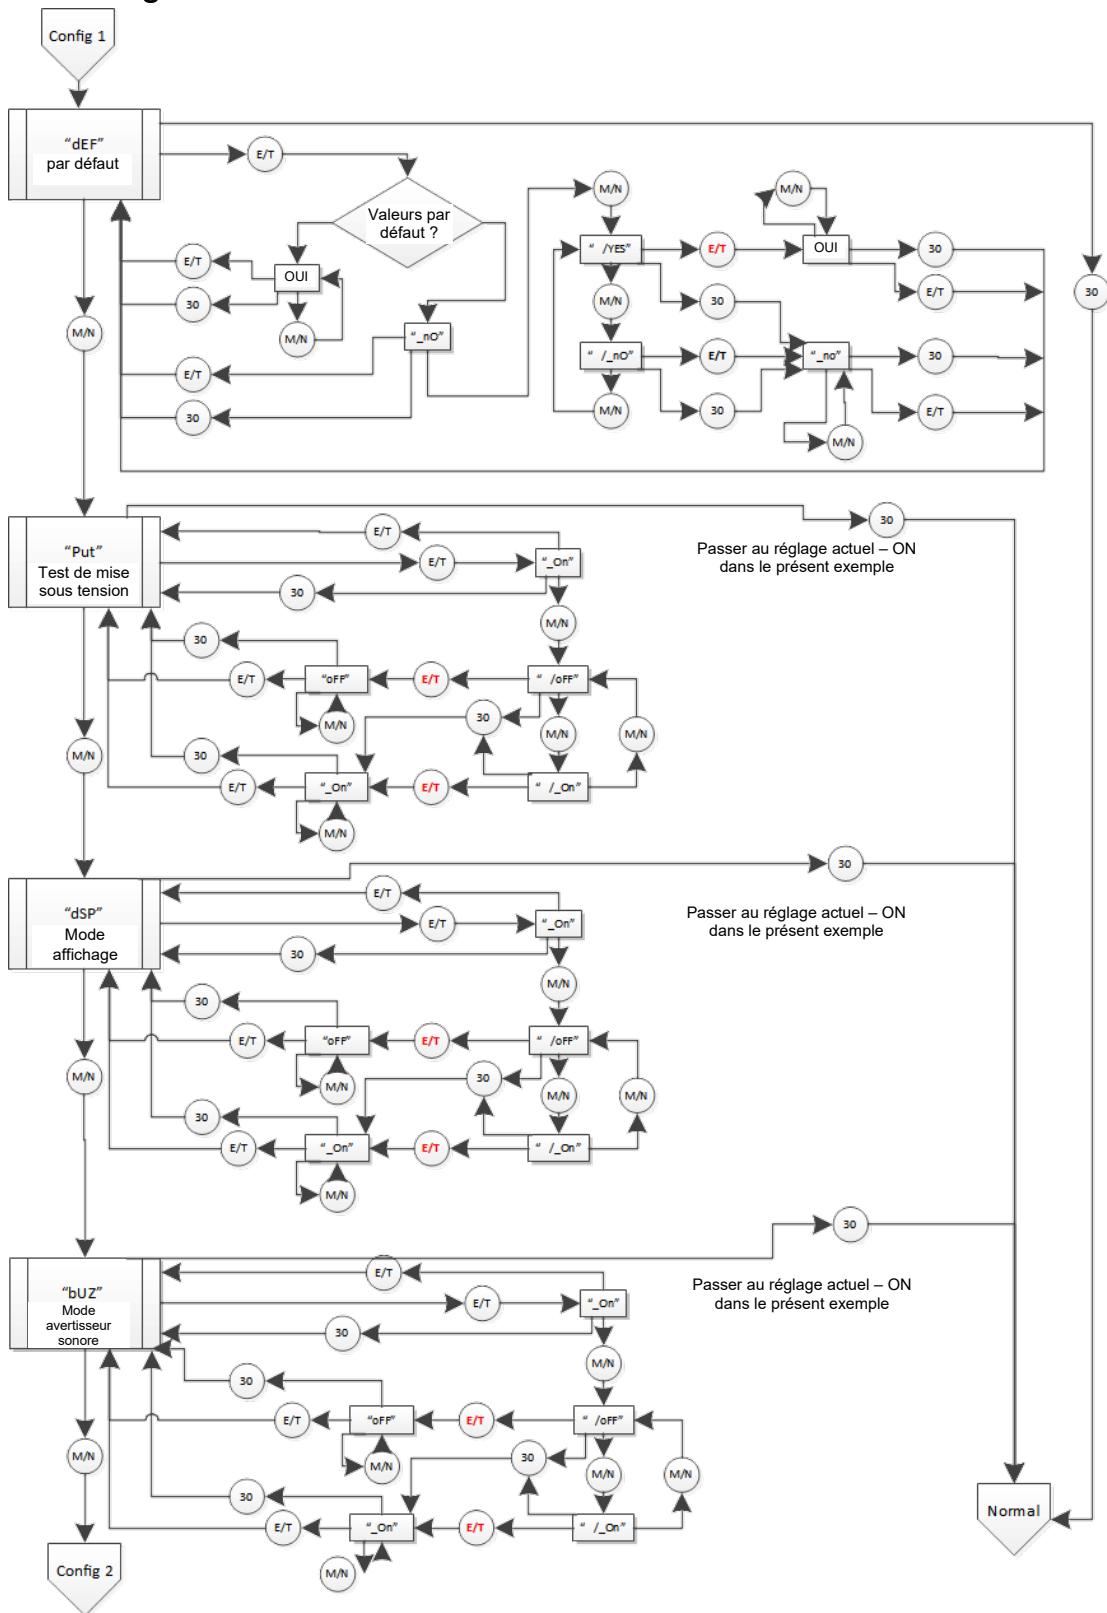 Config 1
"dEF"
par défaut
E/T
Valeurs par
défaut ?
M/N
M/N
E/T
OUI
" /YES"
E/T
OUI
30
30
M/N
30
E/T
30
M/N
M/N
"_nO"
E/T
" /_nO"
E/T
"_no"
30
30
M/N
30
E/T
M/N
"Put"
Test de mise
sous tension
30
E/T
Passer au réglage actuel – ON
dans le présent exemple
E/T
"_On"
30
M/N
30
E/T
"oFF"
E/T
" /oFF"
M/N
30
M/N
M/N
M/N
30
E/T
"_On"
E/T
" /_On"
M/N
"dSP"
Mode
affichage
30
E/T
Passer au réglage actuel – ON
dans le présent exemple
E/T
"_On"
30
M/N
30
E/T
"oFF"
E/T
" /oFF"
M/N
M/N
30
M/N
M/N
30
E/T
"_On"
E/T
" /_On"
M/N
"bUZ"
Mode
avertisseur
sonore
30
E/T
Passer au réglage actuel – ON
dans le présent exemple
E/T
"_On"
30
M/N
30
E/T
"oFF"
E/T
" /oFF"
M/N
M/N
30
M/N
M/N
30
E/T
"_On"
E/T
" /_On"
M/N
Normal
Config 2